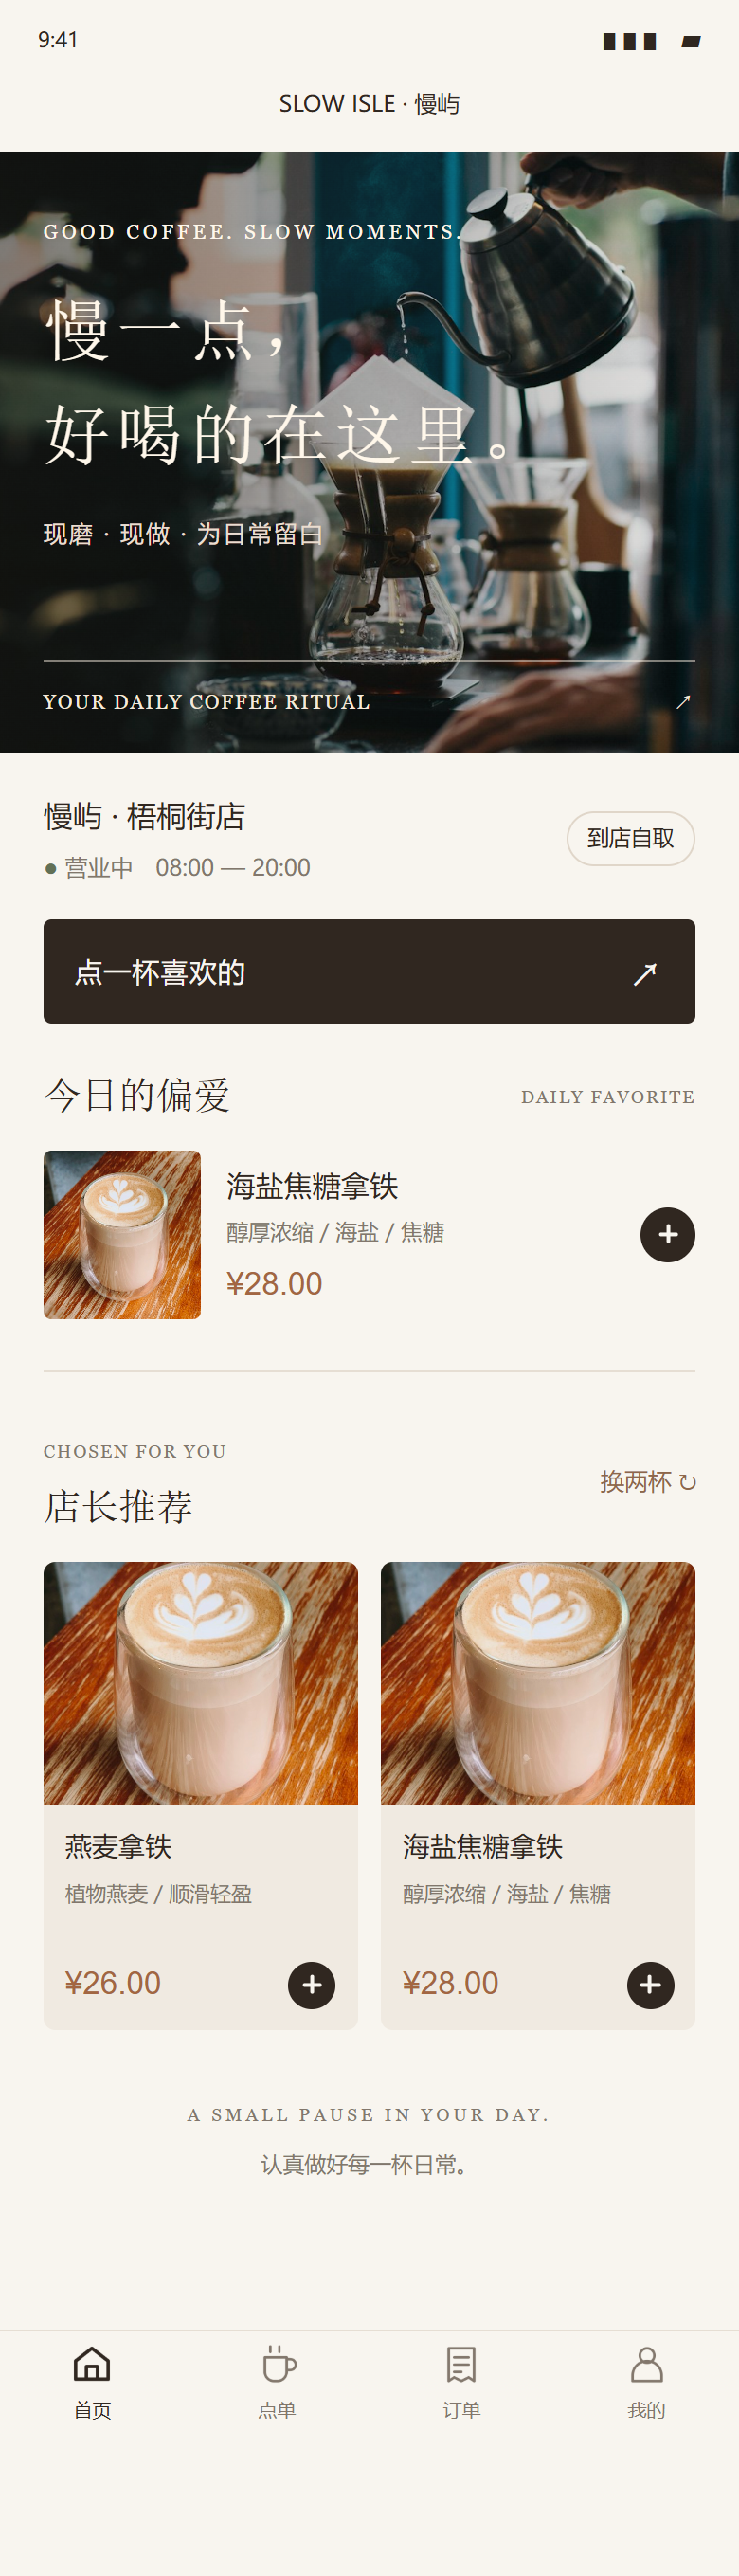 9:41
SLOW ISLE · 慢屿
GOOD COFFEE. SLOW MOMENTS.
慢一点，
好喝的在这里。
现磨 · 现做 · 为日常留白
YOUR DAILY COFFEE RITUAL ↗
慢屿 · 梧桐街店
到店自取
● 营业中 08:00 — 20:00
点一杯喜欢的 ↗
今日的偏爱
DAILY FAVORITE
海盐焦糖拿铁
醇厚浓缩 / 海盐 / 焦糖
¥28.00
CHOSEN FOR YOU
店长推荐
换两杯 ↻
燕麦拿铁
植物燕麦 / 顺滑轻盈
¥26.00
海盐焦糖拿铁
醇厚浓缩 / 海盐 / 焦糖
¥28.00
A SMALL PAUSE IN YOUR DAY.
认真做好每一杯日常。
首页
点单
订单
我的